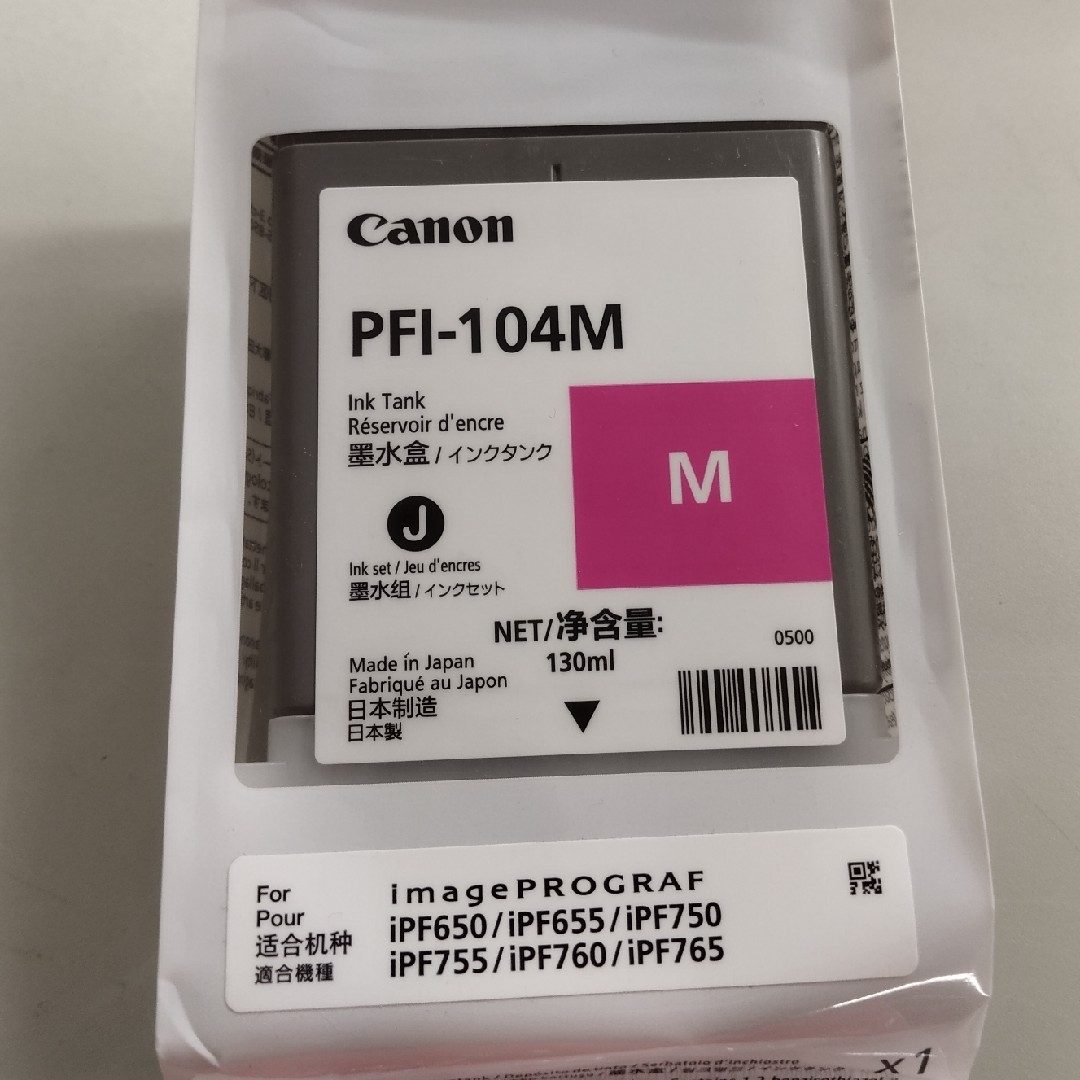 Canon
PFI-104M
Ink Tank
Réservoir d'encre
墨水盒 / インクタンク
M
J
Ink set / Jeu d'encres
墨水组 / インクセット
NET/净含量:
130ml
0500
Made in Japan
Fabriqué au Japon
日本制造
日本製
For
Pour
适合机种
適合機種
imagePROGRAF
iPF650/iPF655/iPF750
iPF755/iPF760/iPF765
x1